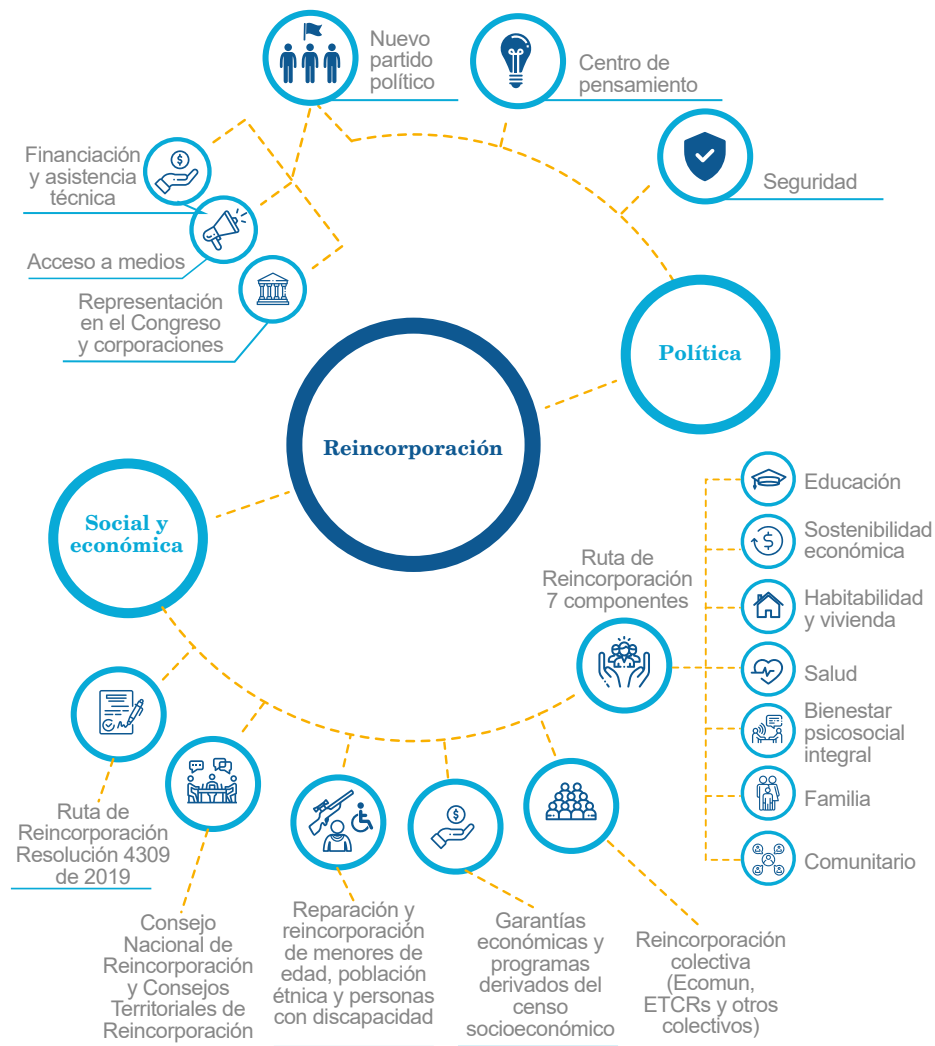 Nuevo
partido
político
Centro de
pensamiento
Seguridad
Financiación
y asistencia
técnica
Acceso a medios
Representación
en el Congreso
y corporaciones
Política
Reincorporación
Social y
económica
Ruta de
Reincorporación
7 componentes
Educación
Sostenibilidad
económica
Habitabilidad
y vivienda
Salud
Bienestar
psicosocial
integral
Familia
Comunitario
Ruta de
Reincorporación
Resolución 4309
de 2019
Consejo
Nacional de
Reincorporación
y Consejos
Territoriales de
Reincorporación
Reparación y
reincorporación
de menores de
edad, población
étnica y personas
con discapacidad
Garantías
económicas y
programas
derivados del
censo
socioeconómico
Reincorporación
colectiva
(Ecomun,
ETCRs y otros
colectivos)